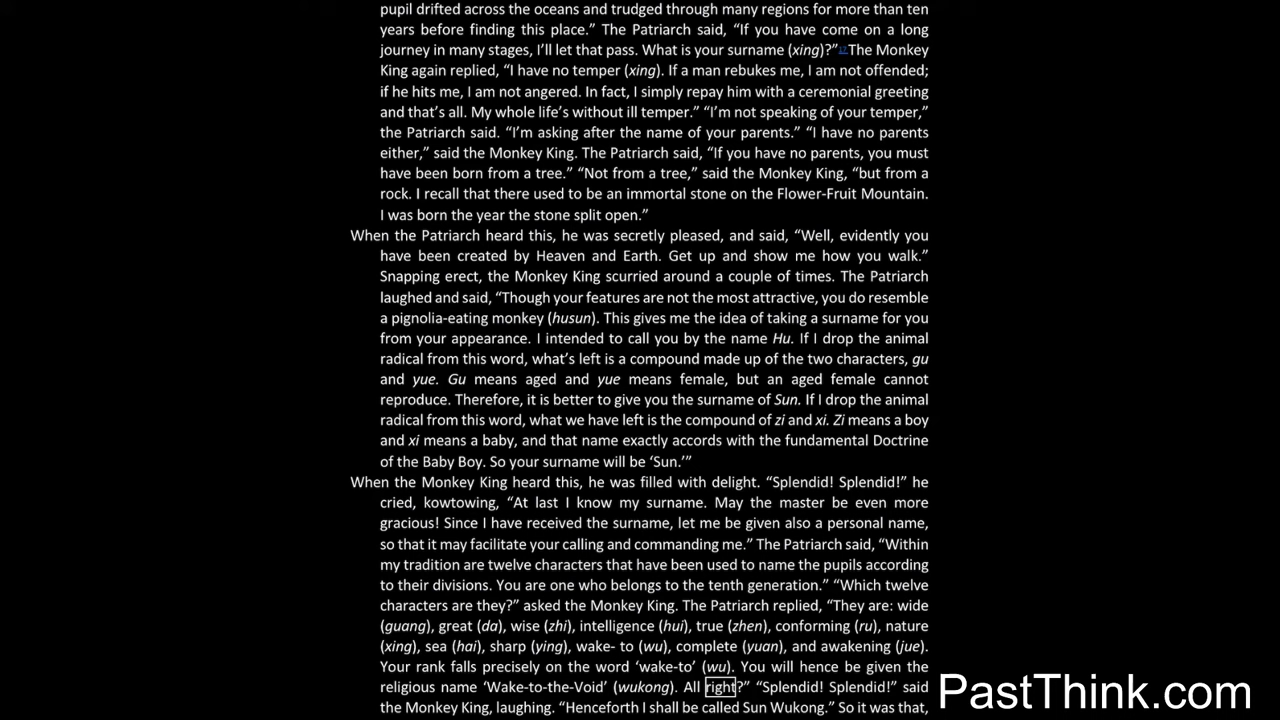 pupil drifted across the oceans and trudged through many regions for more than ten
years before finding this place.” The Patriarch said, “If you have come on a long
journey in many stages, I’ll let that pass. What is your surname (xing)?”17The Monkey
King again replied, “I have no temper (xing). If a man rebukes me, I am not offended;
if he hits me, I am not angered. In fact, I simply repay him with a ceremonial greeting
and that’s all. My whole life’s without ill temper.” “I’m not speaking of your temper,”
the Patriarch said. “I’m asking after the name of your parents.” “I have no parents
either,” said the Monkey King. The Patriarch said, “If you have no parents, you must
have been born from a tree.” “Not from a tree,” said the Monkey King, “but from a
rock. I recall that there used to be an immortal stone on the Flower-Fruit Mountain.
I was born the year the stone split open.”
When the Patriarch heard this, he was secretly pleased, and said, “Well, evidently you
have been created by Heaven and Earth. Get up and show me how you walk.”
Snapping erect, the Monkey King scurried around a couple of times. The Patriarch
laughed and said, “Though your features are not the most attractive, you do resemble
a pignolia-eating monkey (husun). This gives me the idea of taking a surname for you
from your appearance. I intended to call you by the name Hu. If I drop the animal
radical from this word, what’s left is a compound made up of the two characters, gu
and yue. Gu means aged and yue means female, but an aged female cannot
reproduce. Therefore, it is better to give you the surname of Sun. If I drop the animal
radical from this word, what we have left is the compound of zi and xi. Zi means a boy
and xi means a baby, and that name exactly accords with the fundamental Doctrine
of the Baby Boy. So your surname will be ‘Sun.’”
When the Monkey King heard this, he was filled with delight. “Splendid! Splendid!” he
cried, kowtowing, “At last I know my surname. May the master be even more
gracious! Since I have received the surname, let me be given also a personal name,
so that it may facilitate your calling and commanding me.” The Patriarch said, “Within
my tradition are twelve characters that have been used to name the pupils according
to their divisions. You are one who belongs to the tenth generation.” “Which twelve
characters are they?” asked the Monkey King. The Patriarch replied, “They are: wide
(guang), great (da), wise (zhi), intelligence (hui), true (zhen), conforming (ru), nature
(xing), sea (hai), sharp (ying), wake- to (wu), complete (yuan), and awakening (jue).
Your rank falls precisely on the word ‘wake-to’ (wu). You will hence be given the
religious name ‘Wake-to-the-Void’ (wukong). All right?” “Splendid! Splendid!” said
the Monkey King, laughing. “Henceforth I shall be called Sun Wukong.” So it was that,
PastThink.com